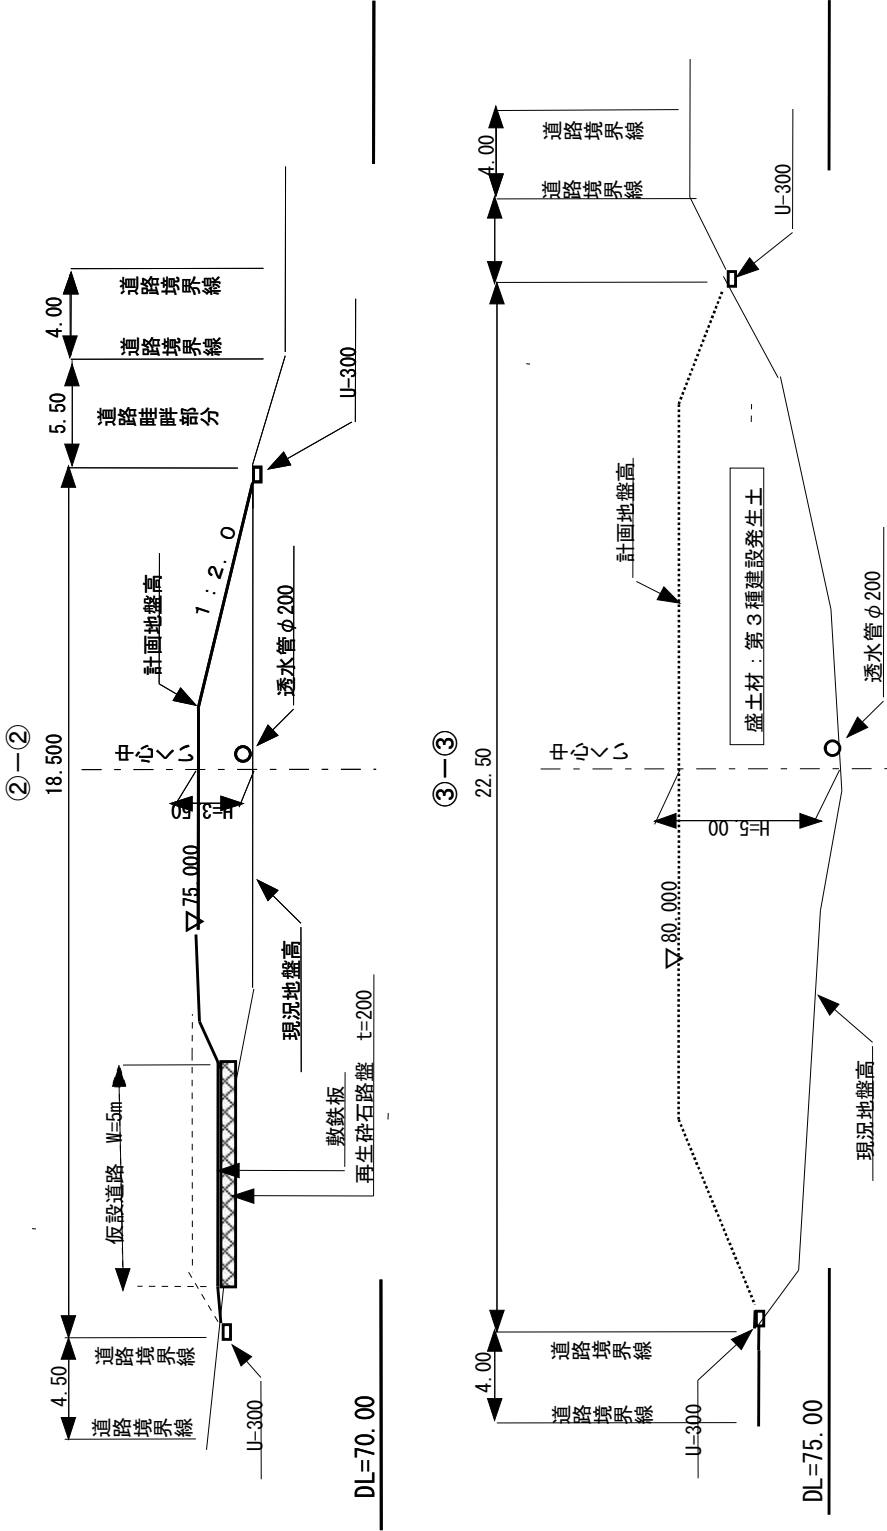 ②－②
18.500
4.50
5.50
4.00
道路境界線
道路境界線
仮設道路 W=5m
▽75.000
H=3.50
中心くい
計画地盤高
1：2.0
道路畦畔部分
道路境界線
道路境界線
U-300
敷鉄板
再生砕石路盤 t=200
現況地盤高
透水管φ200
U-300
DL=70.00
③－③
22.50
4.00
4.00
道路境界線
道路境界線
▽80.000
H=5.00
中心くい
計画地盤高
道路境界線
道路境界線
U-300
盛土材：第３種建設発生土
現況地盤高
透水管φ200
U-300
DL=75.00